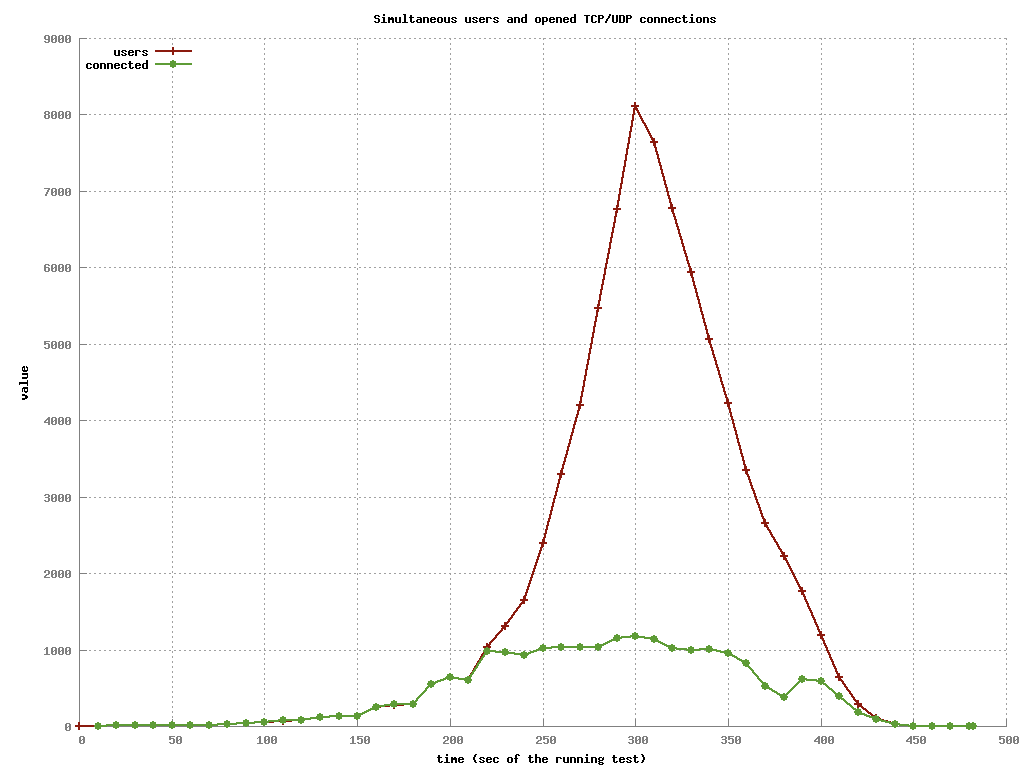 Simultaneous users and opened TCP/UDP connections
users
connected
9000
8000
7000
6000
5000
4000
3000
2000
1000
0
value
0 50 100 150 200 250 300 350 400 450 500
time (sec of the running test)